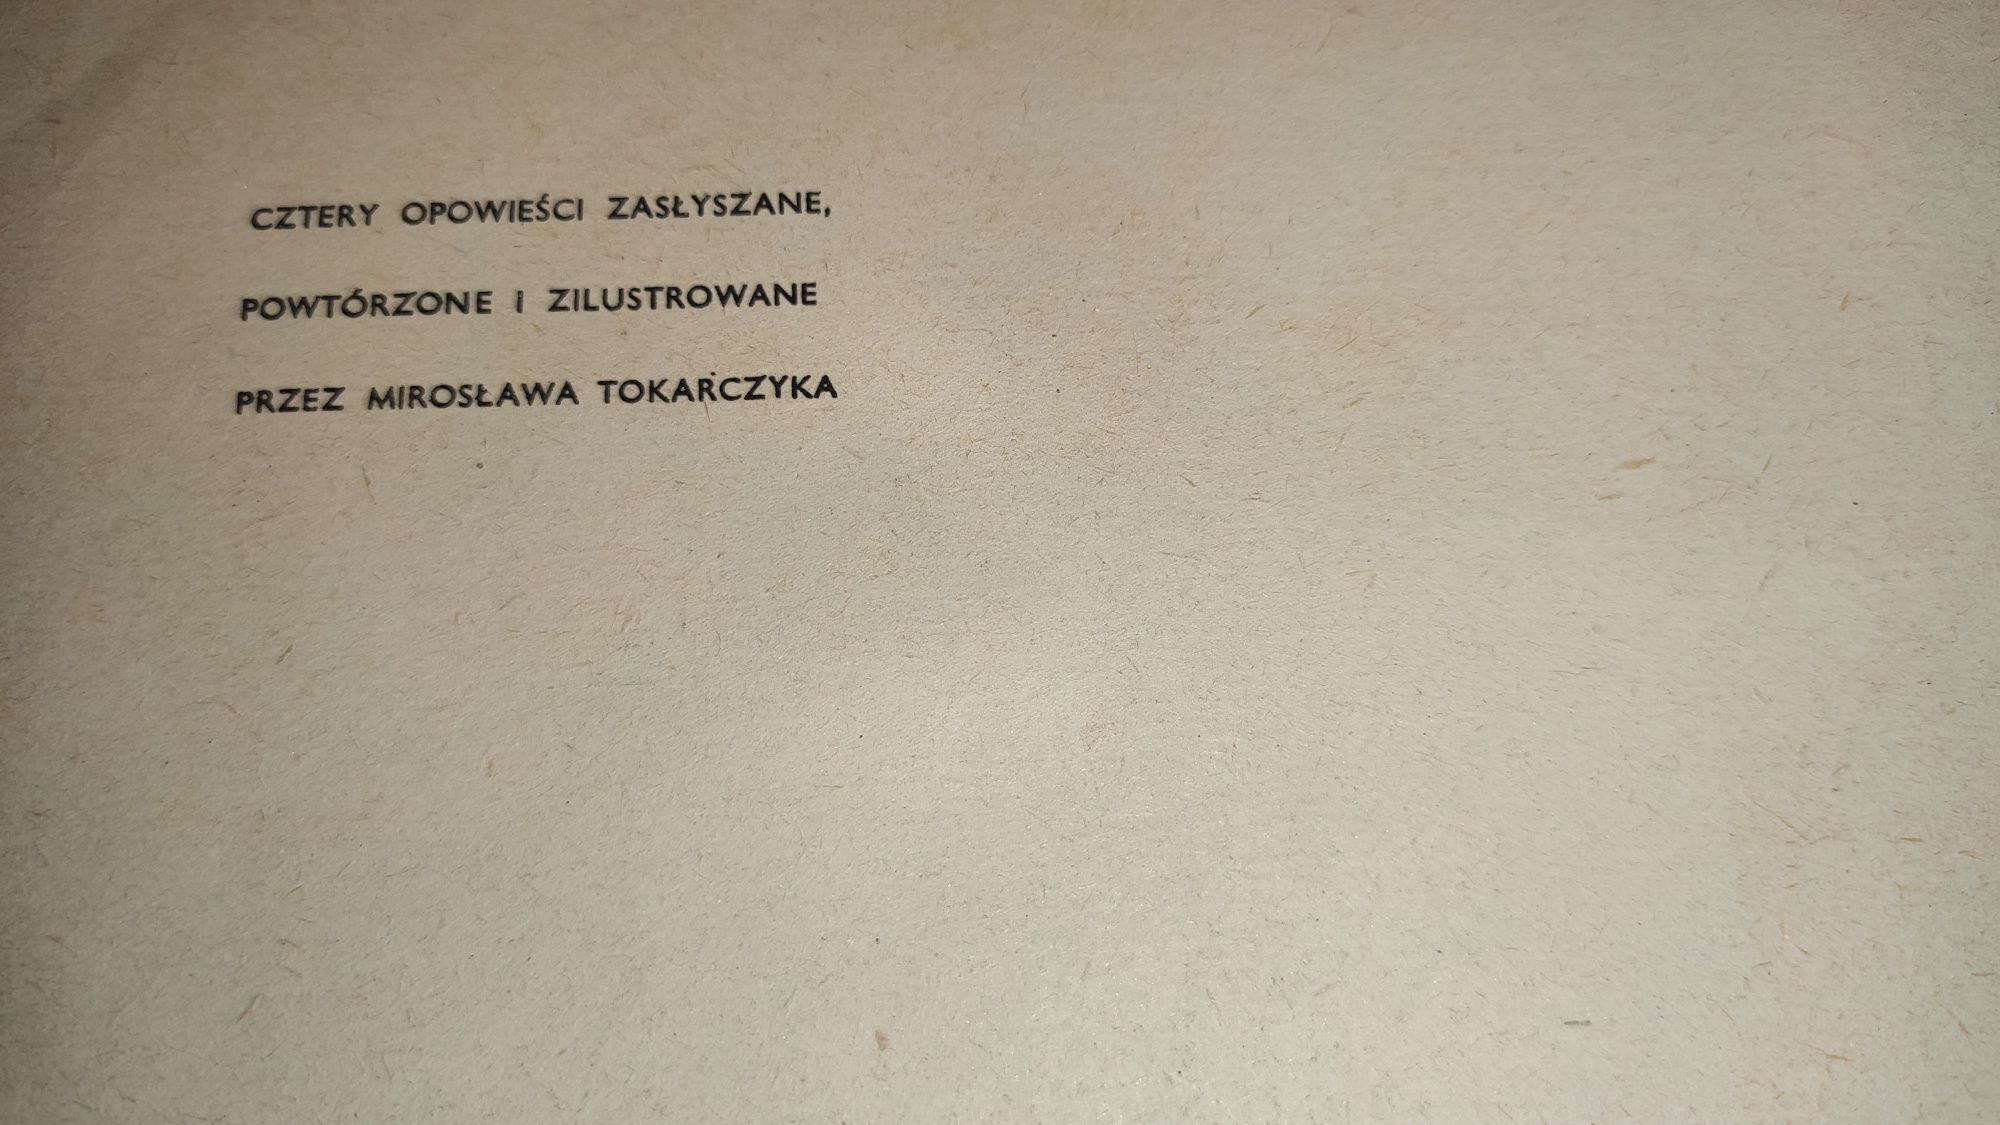 CZTERY OPOWIEŚCI ZASŁYSZANE,
POWTÓRZONE I ZILUSTROWANE
PRZEZ MIROSŁAWA TOKARCZYKA